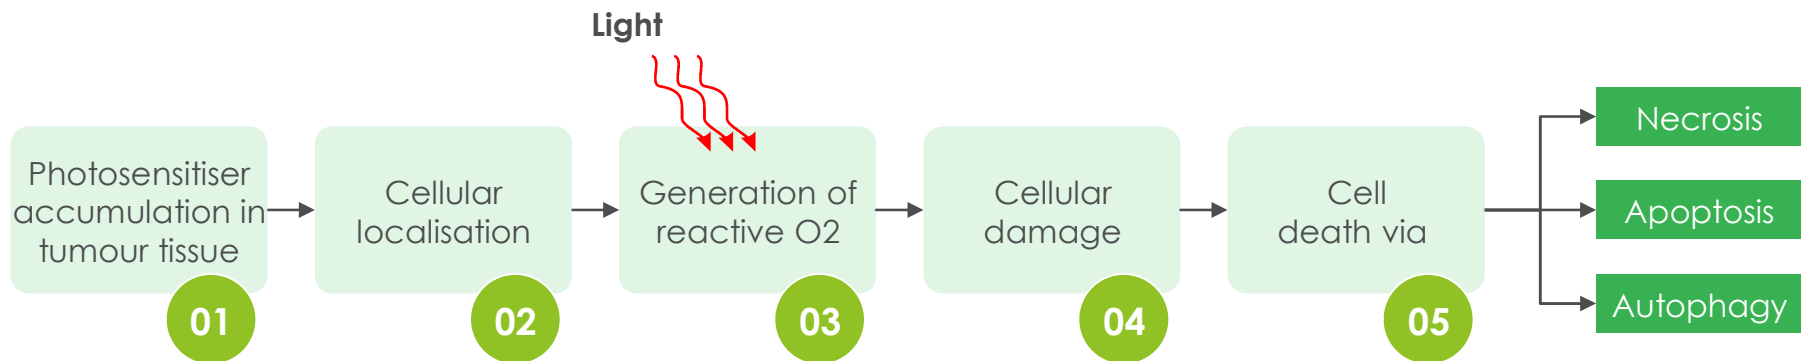 Light
Photosensitiser
accumulation in
tumour tissue
01
Cellular
localisation
02
Generation of
reactive O2
03
Cellular
damage
04
Cell
death via
05
Necrosis
Apoptosis
Autophagy